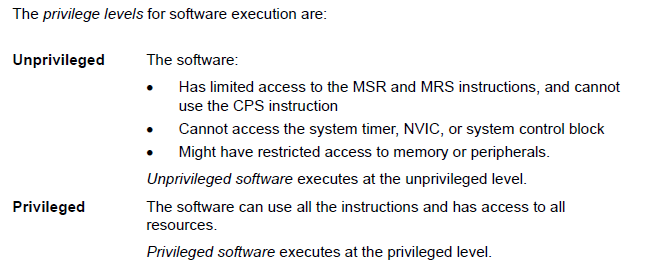 The privilege levels for software execution are:
Unprivileged The software:
• Has limited access to the MSR and MRS instructions, and cannot
use the CPS instruction
• Cannot access the system timer, NVIC, or system control block
• Might have restricted access to memory or peripherals.
Unprivileged software executes at the unprivileged level.
Privileged The software can use all the instructions and has access to all
resources.
Privileged software executes at the privileged level.